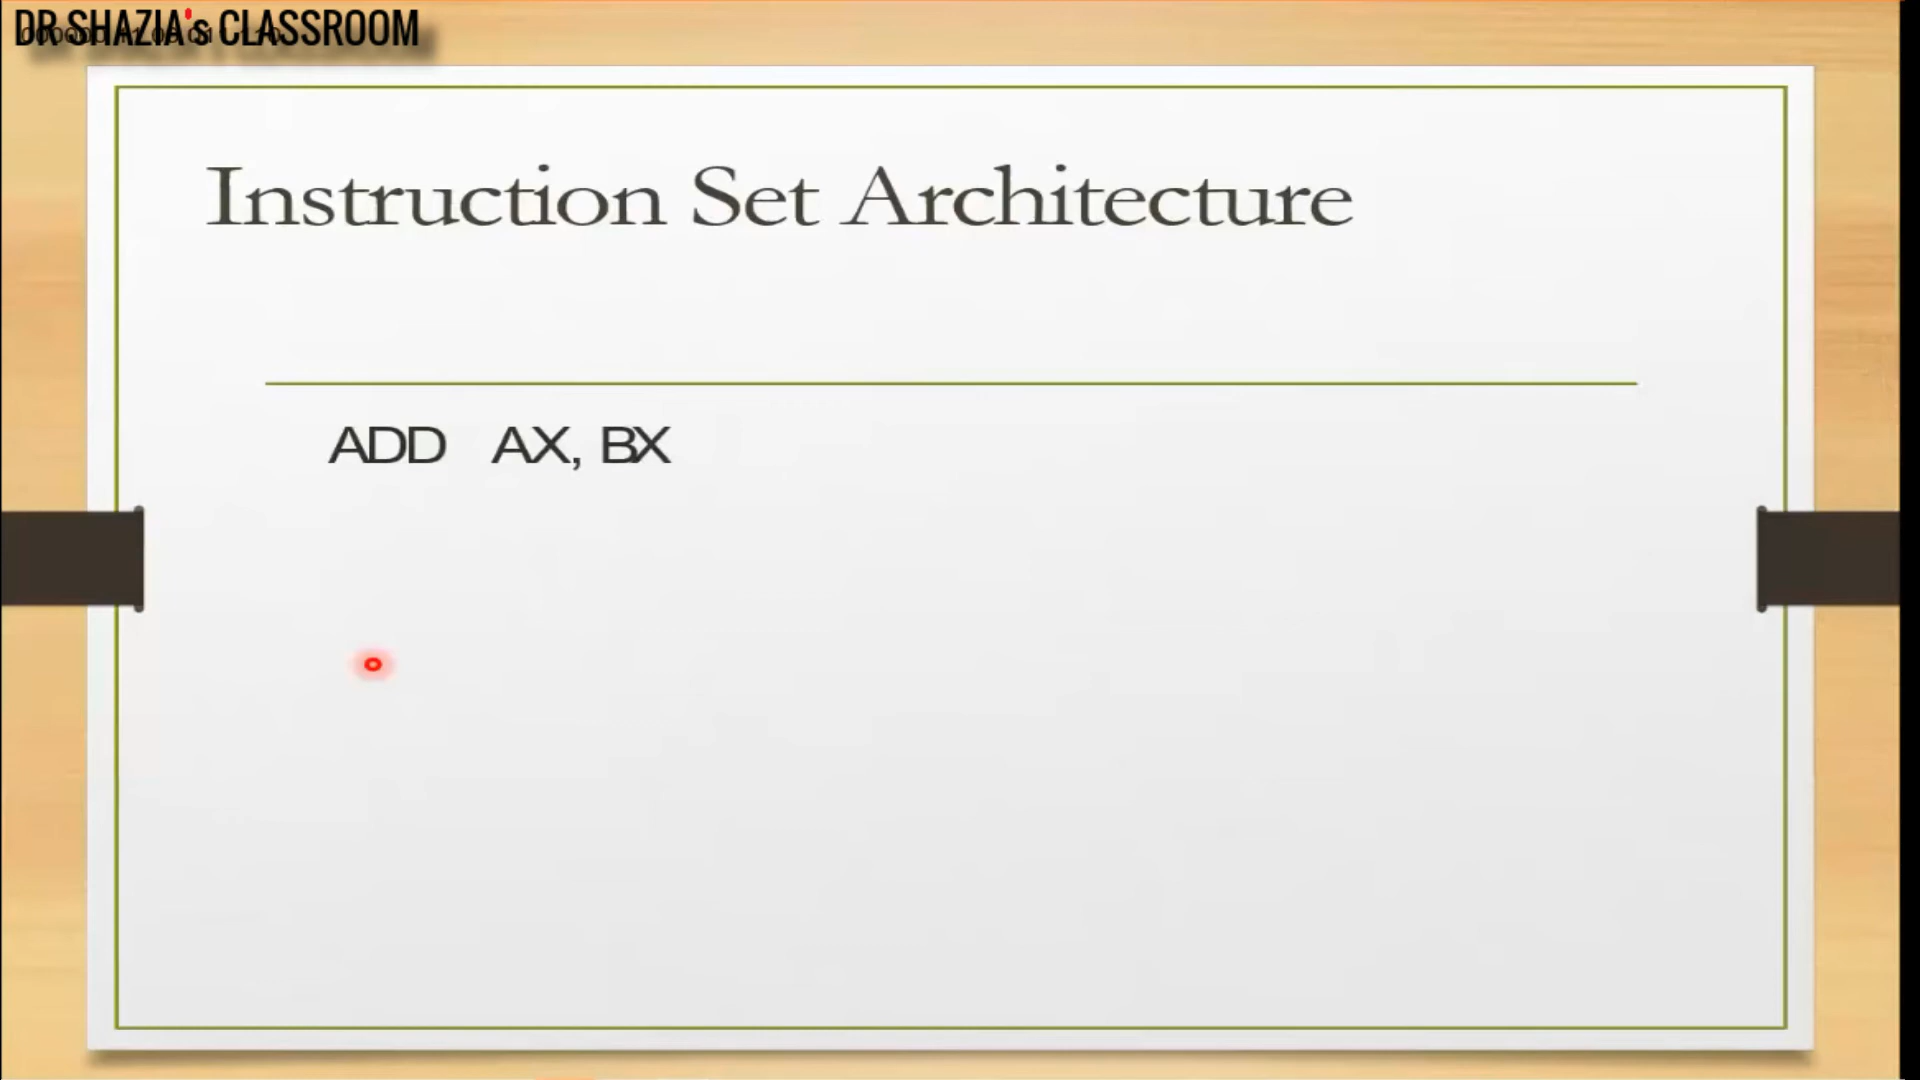 DR SHAZIA's CLASSROOM
Instruction Set Architecture
ADD AX, BX